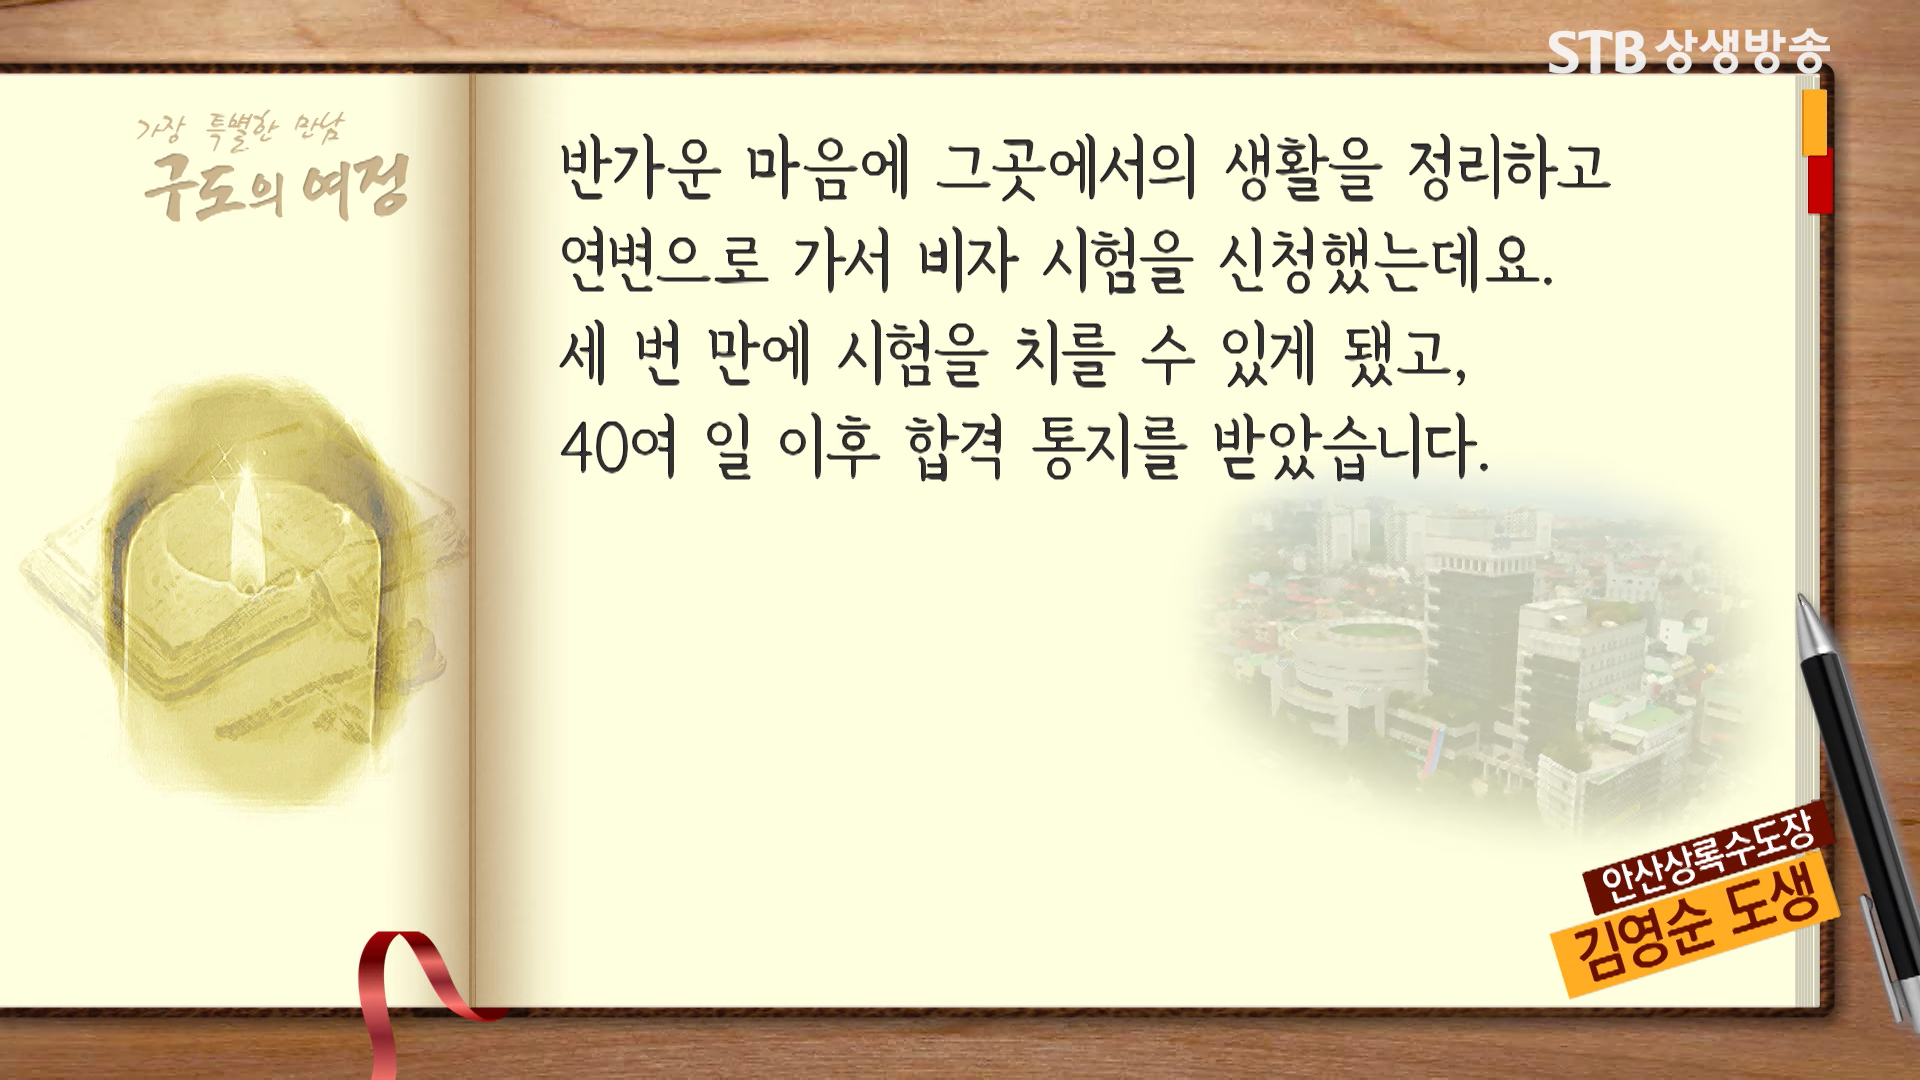 STB 상생방송
가장 특별한 만남
구도의 여정
반가운 마음에 그곳에서의 생활을 정리하고
연변으로 가서 비자 시험을 신청했는데요.
세 번 만에 시험을 치를 수 있게 됐고,
40여 일 이후 합격 통지를 받았습니다.
안산상록수도장
김영순 도생